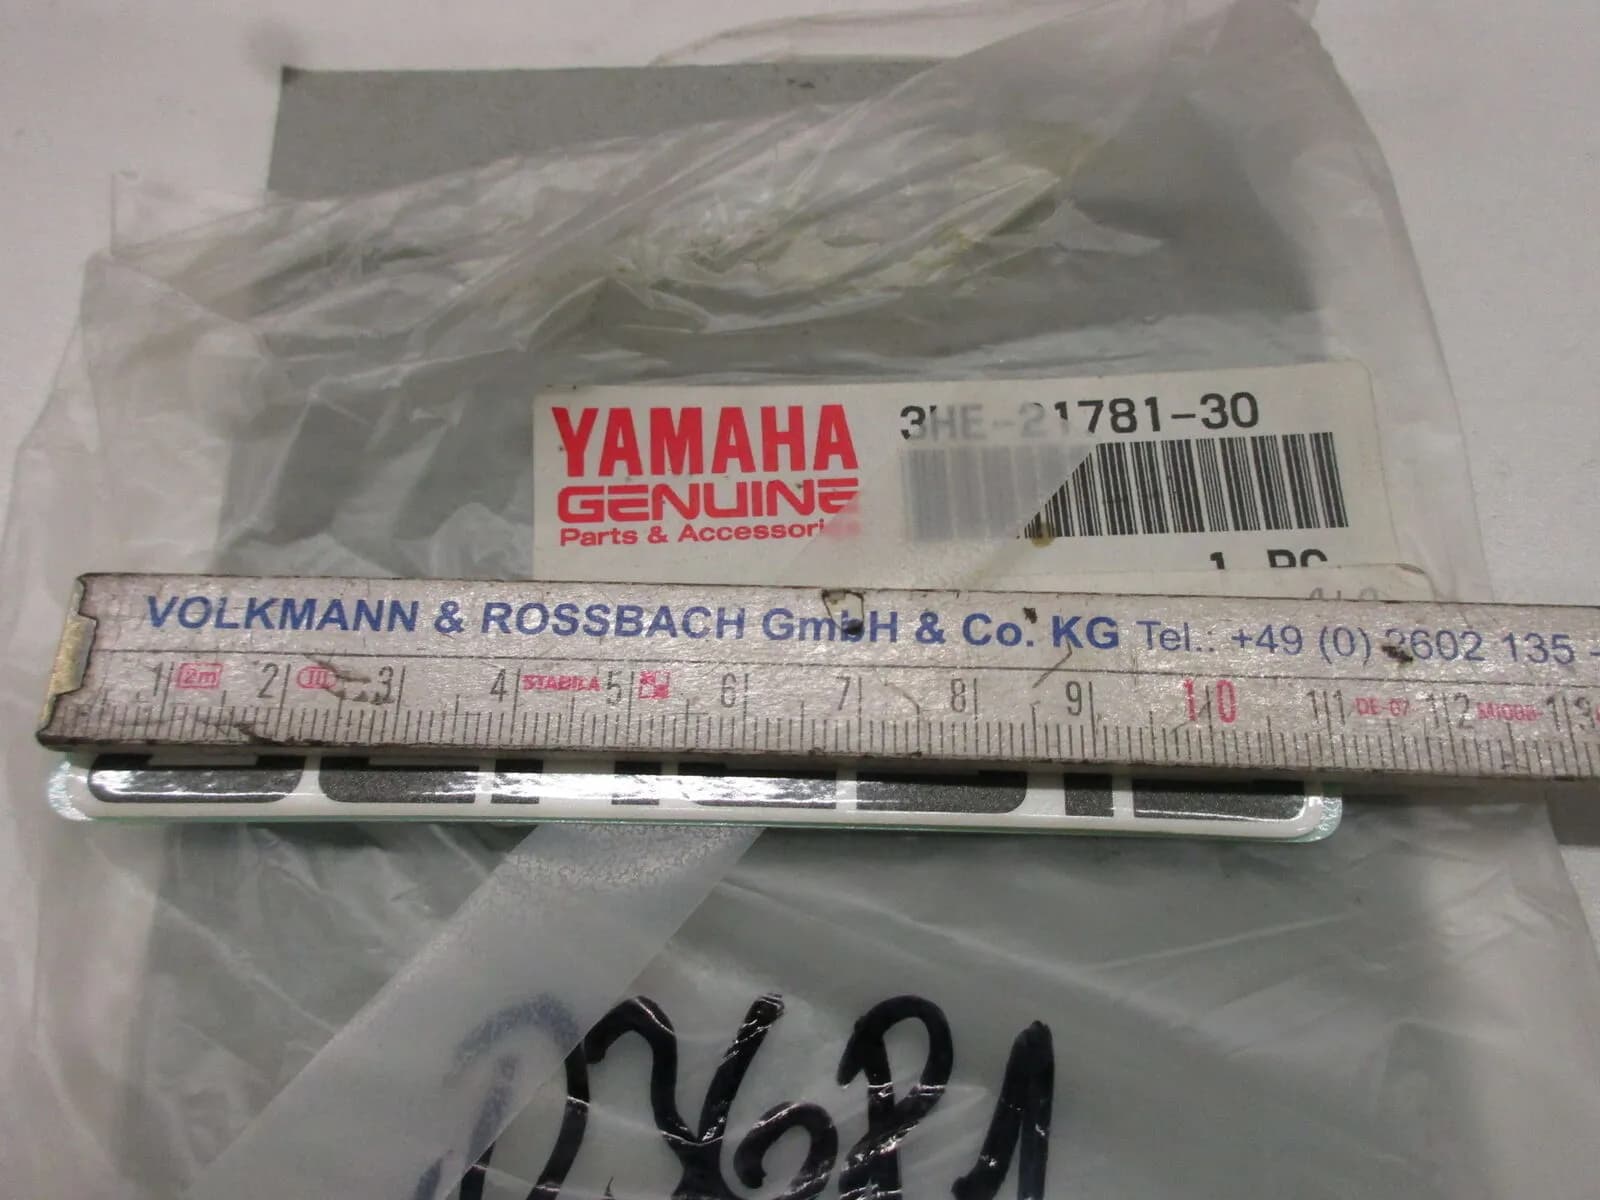 YAMAHA
GENUINE
Parts & Accessori
3HE-21781-30
1 PC
VOLKMANN & ROSSBACH GmbH & Co. KG Tel.: +49 (0) 2602 135 -
1 2m 2 III 3 4 STABILA 5 6 7 8 9 10 11 DE-07 12 13